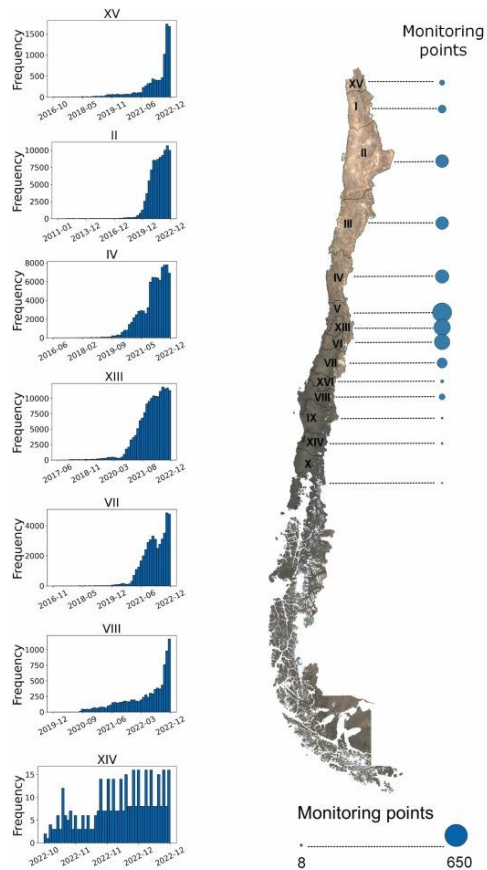 XV
Frequency
1500
1000
500
0
2016-10
2018-05
2019-11
2021-06
2022-12
II
Frequency
10000
7500
5000
2500
0
2011-01
2013-12
2016-12
2019-12
2022-12
IV
Frequency
8000
6000
4000
2000
0
2016-06
2018-02
2019-09
2021-05
2022-12
XIII
Frequency
10000
5000
0
2017-06
2018-11
2020-03
2021-08
2022-12
VII
Frequency
4000
2000
0
2016-11
2018-05
2019-12
2021-06
2022-12
VIII
Frequency
1000
750
500
250
0
2019-12
2020-09
2021-06
2022-03
2022-12
XIV
Frequency
15
10
5
0
2022-10
2022-11
2022-11
2022-12
2022-12
Monitoring
points
XV
I
II
III
IV
V
XIII
VI
VII
XVI
VIII
IX
XIV
X
Monitoring points
8
650